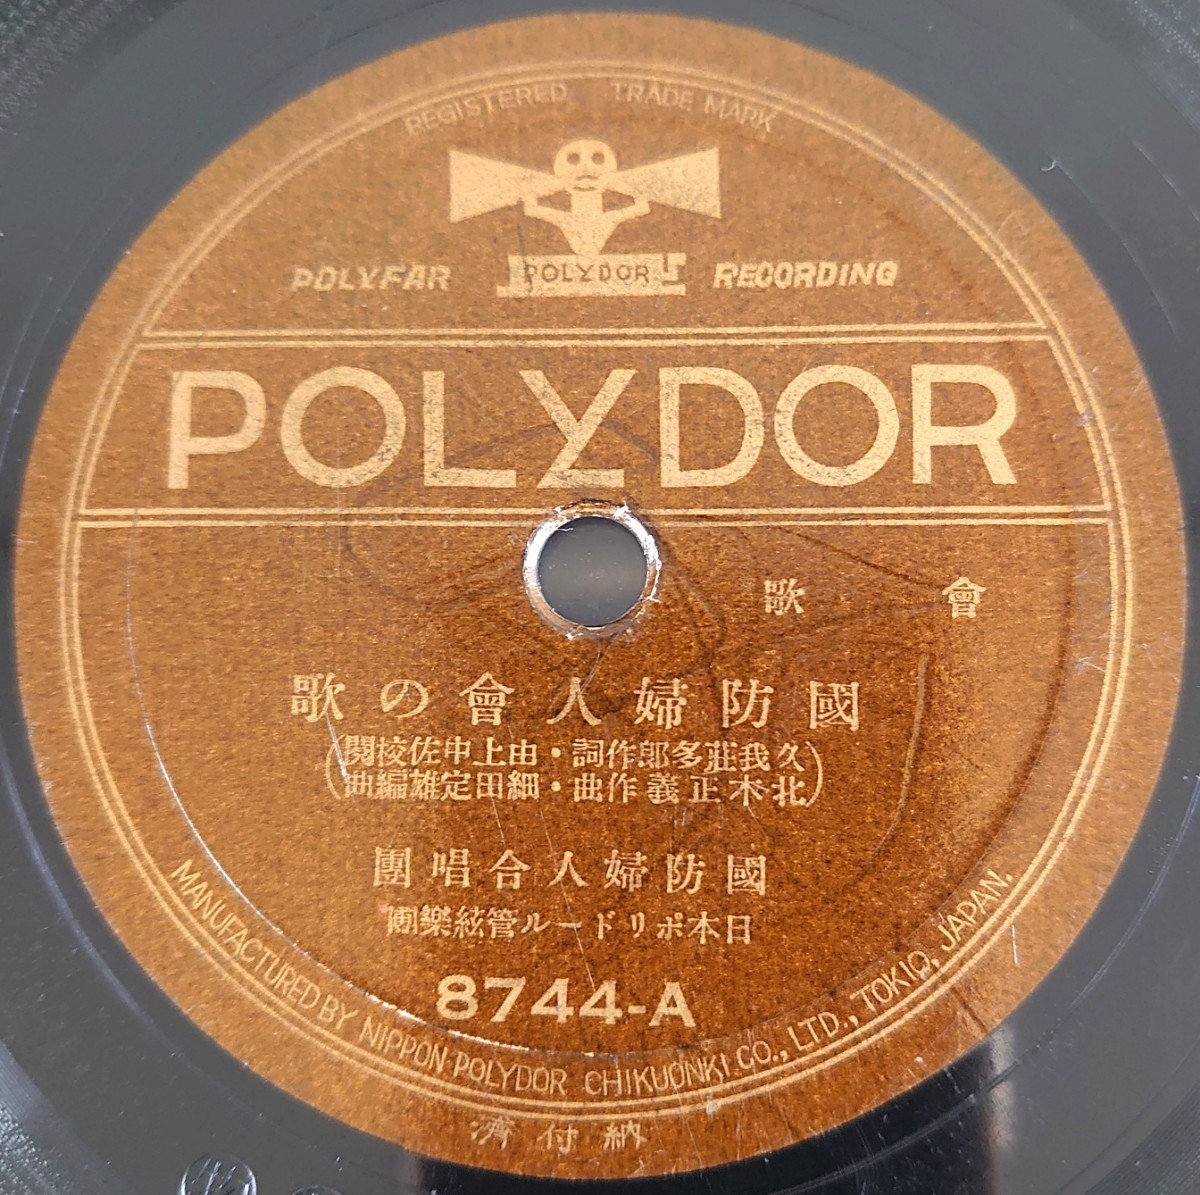 REGISTERED TRADE MARK
POLYFAR POLYDOR RECORDING
POLYDOR
會歌
國防婦人會の歌
(久我莊多郎作詞・由上中佐校閲
北木正義作曲・細田定雄編曲)
國防婦人合唱團
日本ポリドール管絃樂團
8744-A
MANUFACTURED BY NIPPON POLYDOR CHIKUONKI CO., LTD., TOKIO, JAPAN.
納付濟